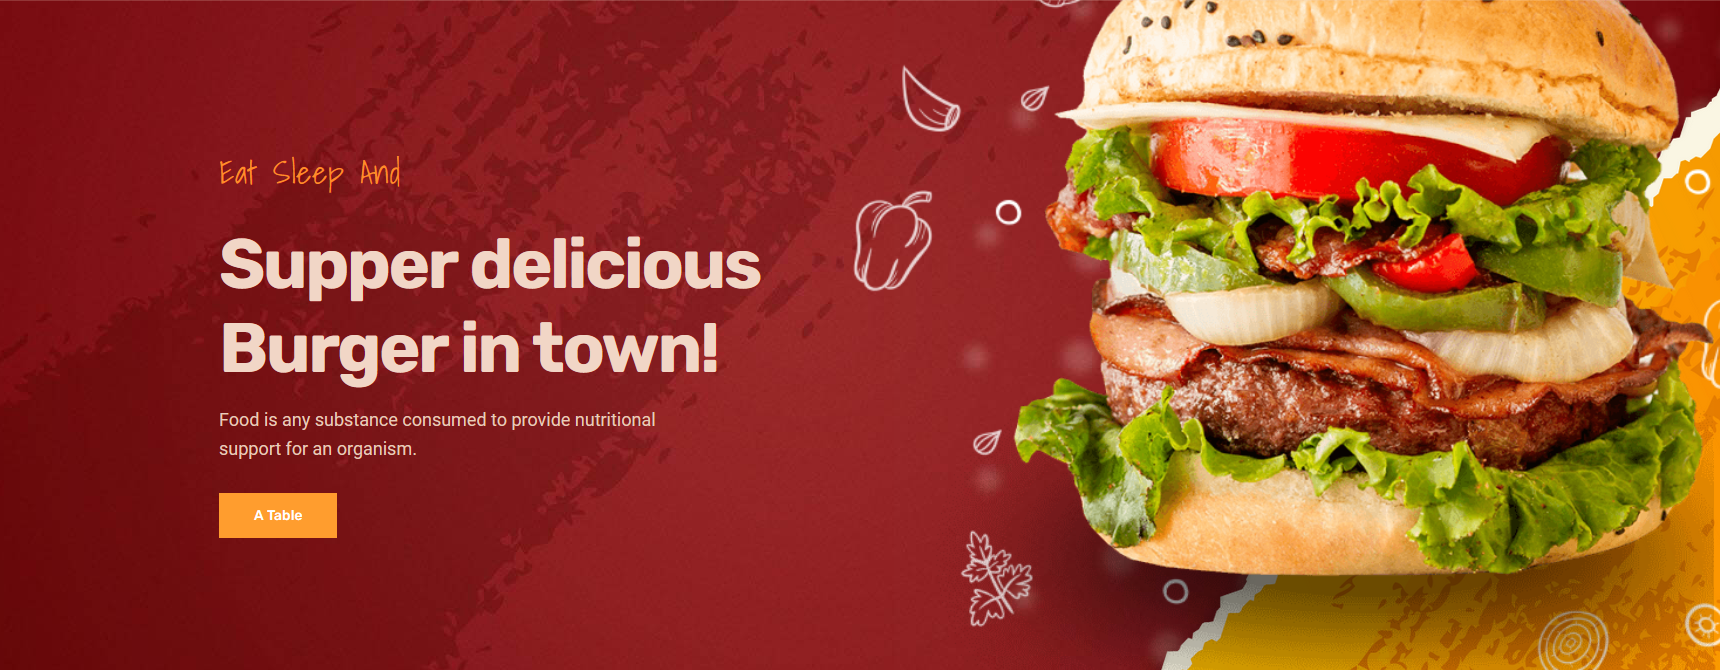 Eat Sleep And
Supper delicious
Burger in town!
Food is any substance consumed to provide nutritional
support for an organism.
A Table